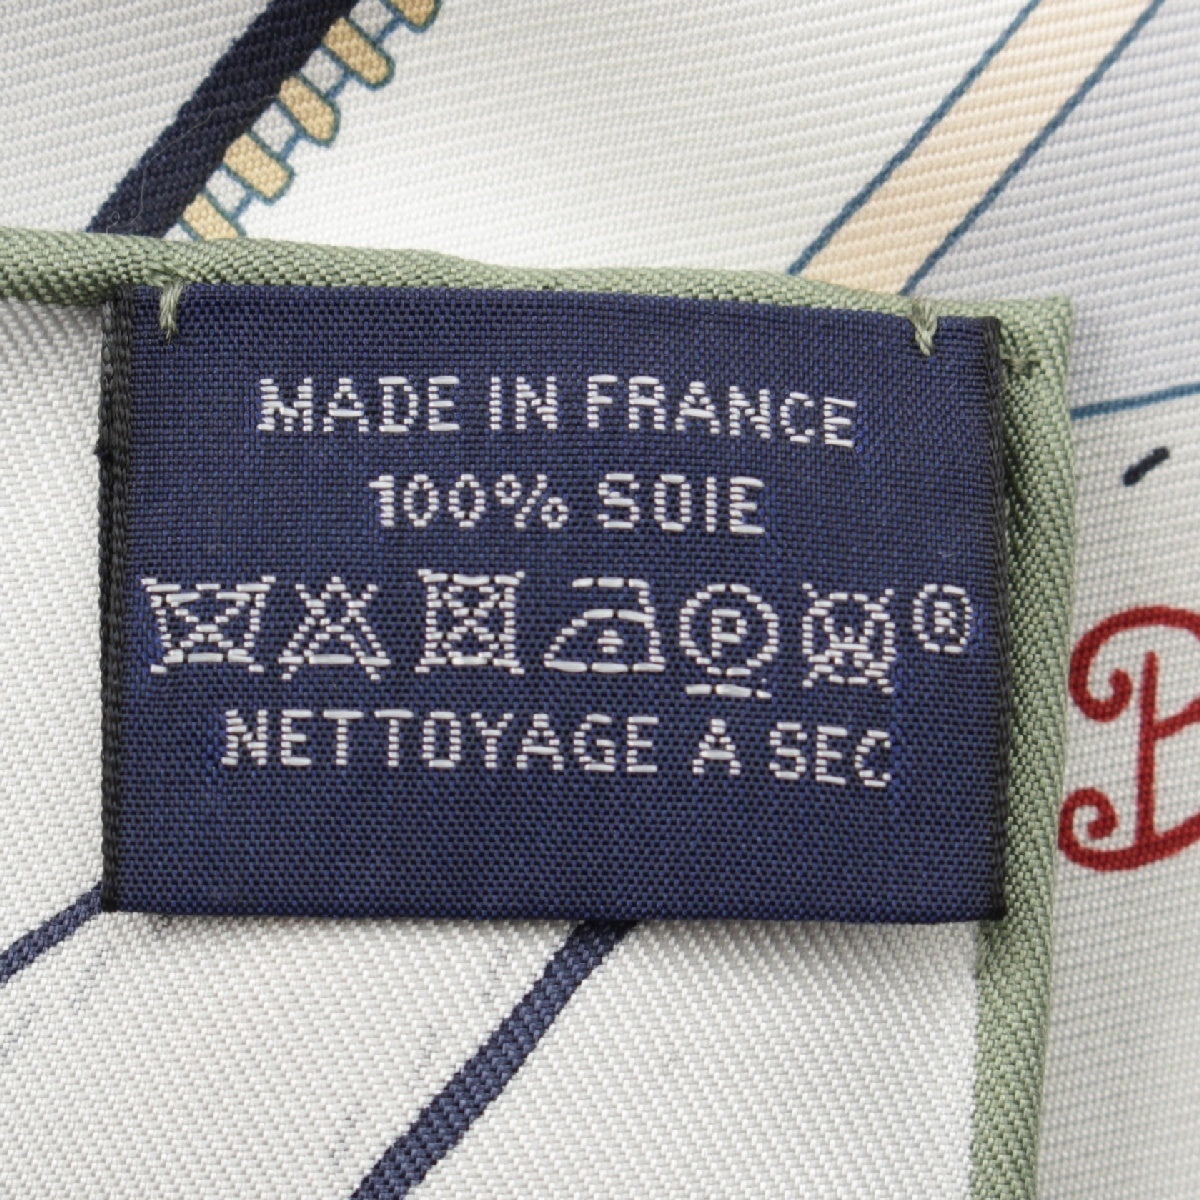 MADE IN FRANCE
100% SOIE
P W ®
NETTOYAGE A SEC
P